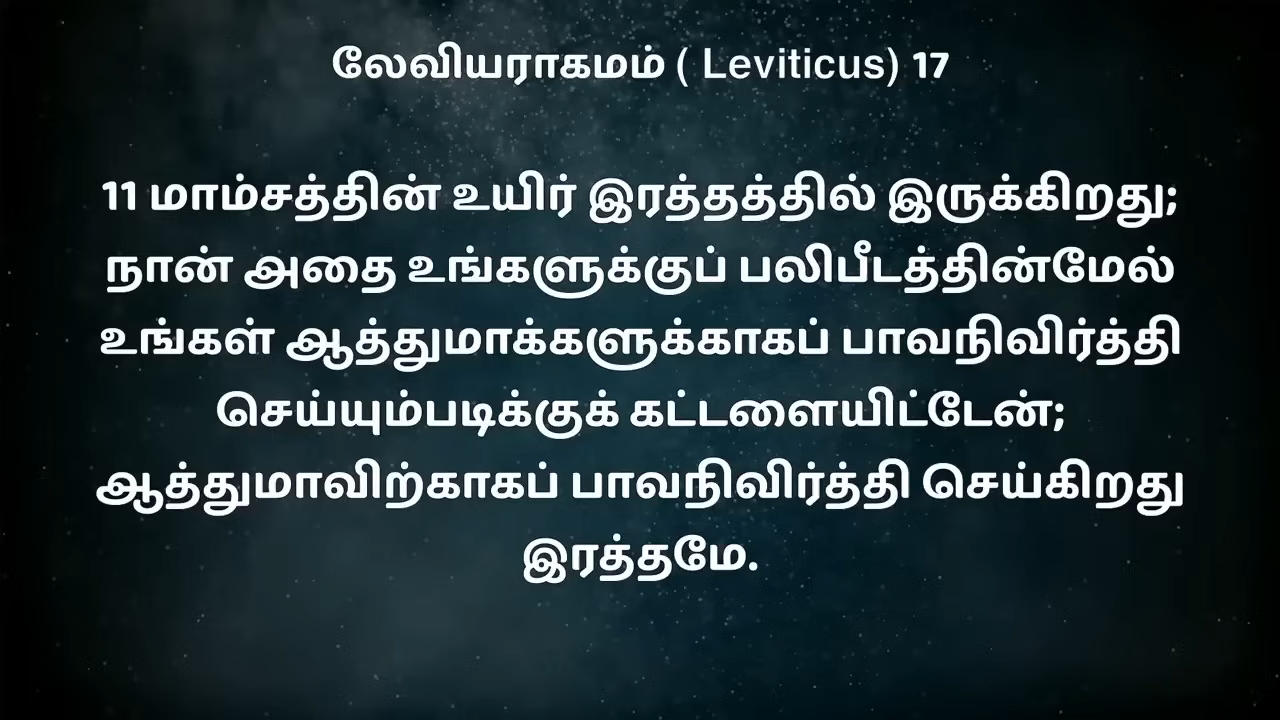 லேவியராகமம் ( Leviticus) 17
11 மாம்சத்தின் உயிர் இரத்தத்தில் இருக்கிறது;
நான் அதை உங்களுக்குப் பலிபீடத்தின்மேல்
உங்கள் ஆத்துமாக்களுக்காகப் பாவநிவிர்த்தி
செய்யும்படிக்குக் கட்டளையிட்டேன்;
ஆத்துமாவிற்காகப் பாவநிவிர்த்தி செய்கிறது
இரத்தமே.